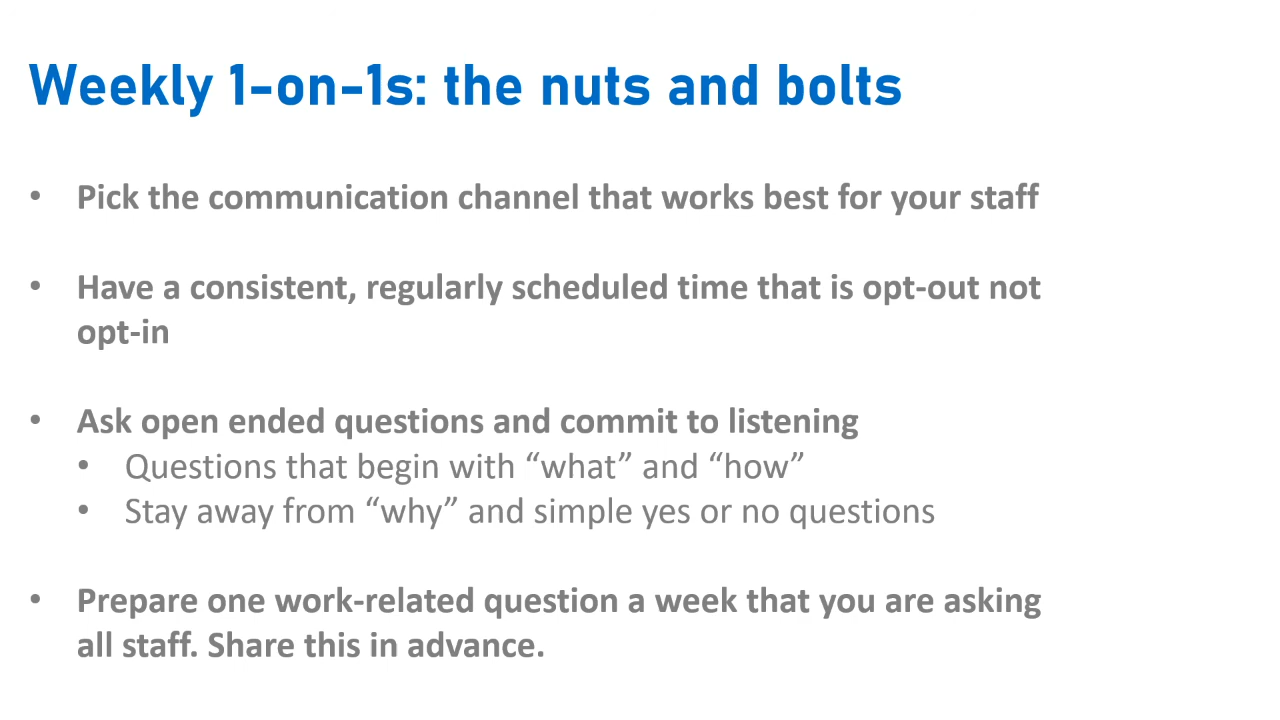 Weekly 1-on-1s: the nuts and bolts
• Pick the communication channel that works best for your staff
• Have a consistent, regularly scheduled time that is opt-out not
opt-in
• Ask open ended questions and commit to listening
• Questions that begin with “what” and “how”
• Stay away from “why” and simple yes or no questions
• Prepare one work-related question a week that you are asking
all staff. Share this in advance.